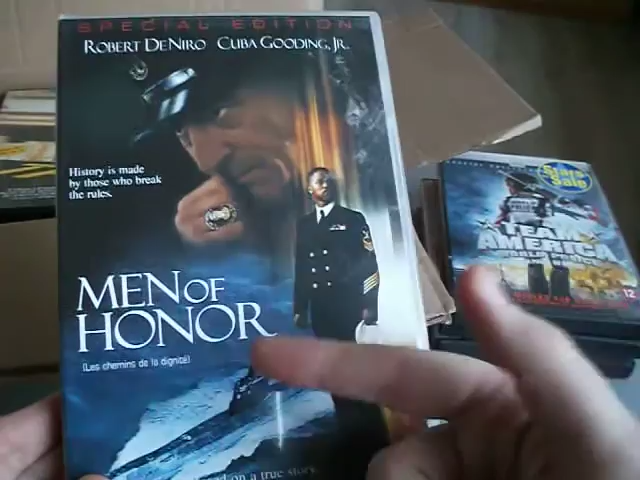 SPECIAL EDITION
ROBERT DENIRO CUBA GOODING, JR.
History is made
by those who break
the rules.
MEN OF
HONOR
(Les chemins de la dignité)
on a true story.
Stars
Sale
TEAM
AMERICA
WORLD
12